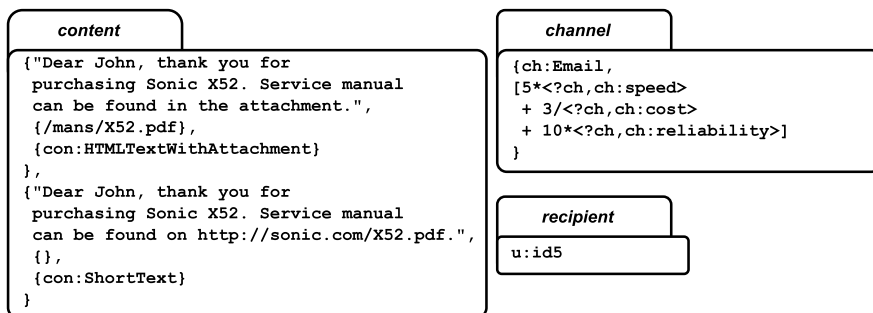 content
{"Dear John, thank you for
purchasing Sonic X52. Service manual
can be found in the attachment.",
{/mans/X52.pdf},
{con:HTMLTextWithAttachment}
},
{"Dear John, thank you for
purchasing Sonic X52. Service manual
can be found on http://sonic.com/X52.pdf.",
{},
{con:ShortText}
}
channel
{ch:Email,
[5*<?ch,ch:speed>
+ 3/<?ch,ch:cost>
+ 10*<?ch,ch:reliability>]
}
recipient
u:id5